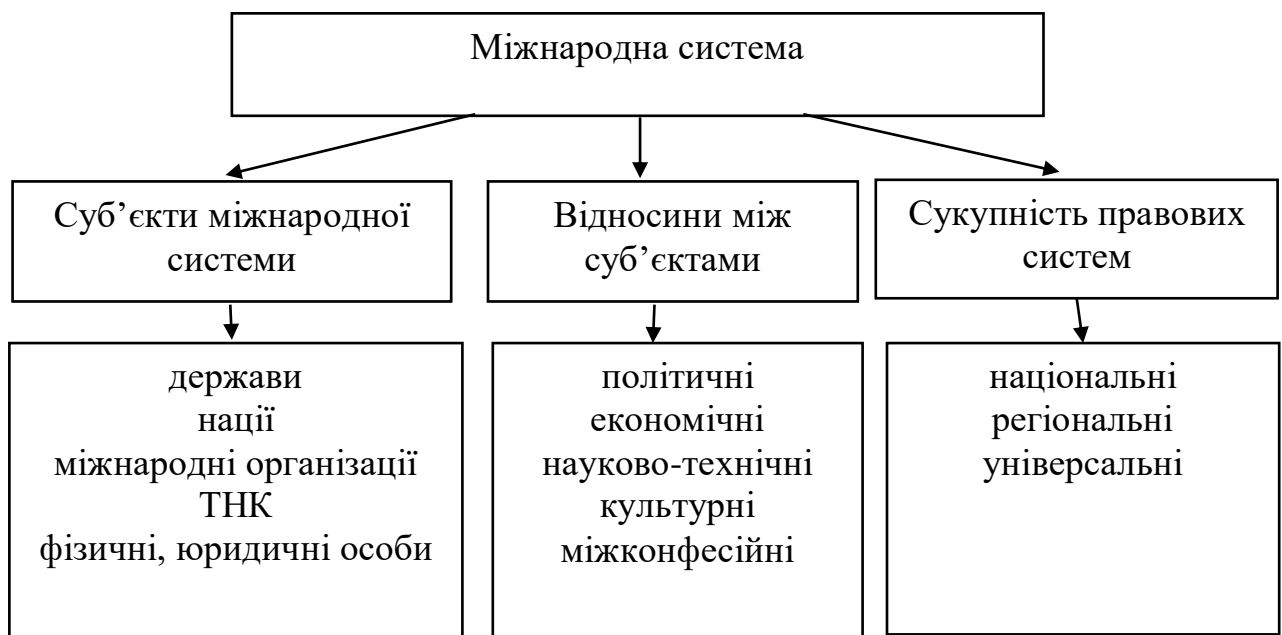 Міжнародна система
Суб’єкти міжнародної
системи
Відносини між
суб’єктами
Сукупність правових
систем
держави
нації
міжнародні організації
ТНК
фізичні, юридичні особи
політичні
економічні
науково-технічні
культурні
міжконфесійні
національні
регіональні
універсальні